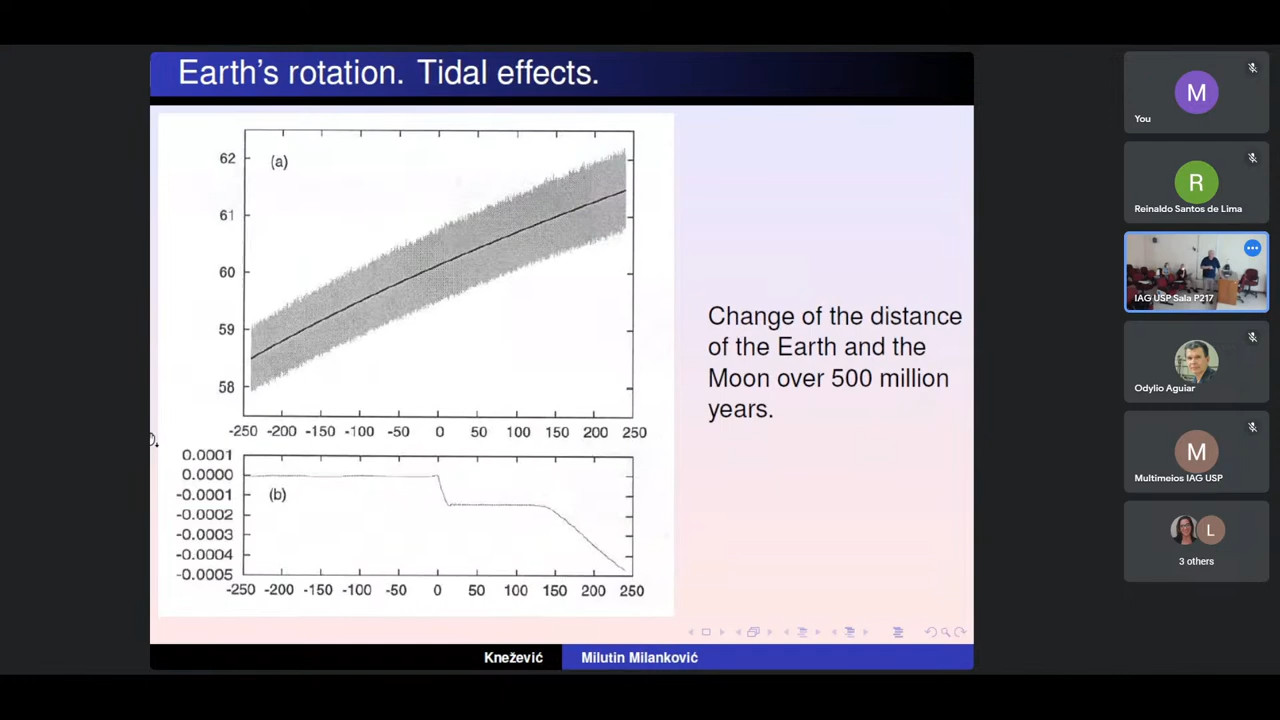 Earth's rotation. Tidal effects.
62
(a)
61
60
59
58
-250 -200 -150 -100 -50 0 50 100 150 200 250
0.0001
0.0000
-0.0001
(b)
-0.0002
-0.0003
-0.0004
-0.0005
-250 -200 -150 -100 -50 0 50 100 150 200 250
Change of the distance
of the Earth and the
Moon over 500 million
years.
Knežević
Milutin Milanković
M
You
R
Reinaldo Santos de Lima
IAG USP Sala P217
Odylio Aguiar
M
Multimeios IAG USP
L
3 others